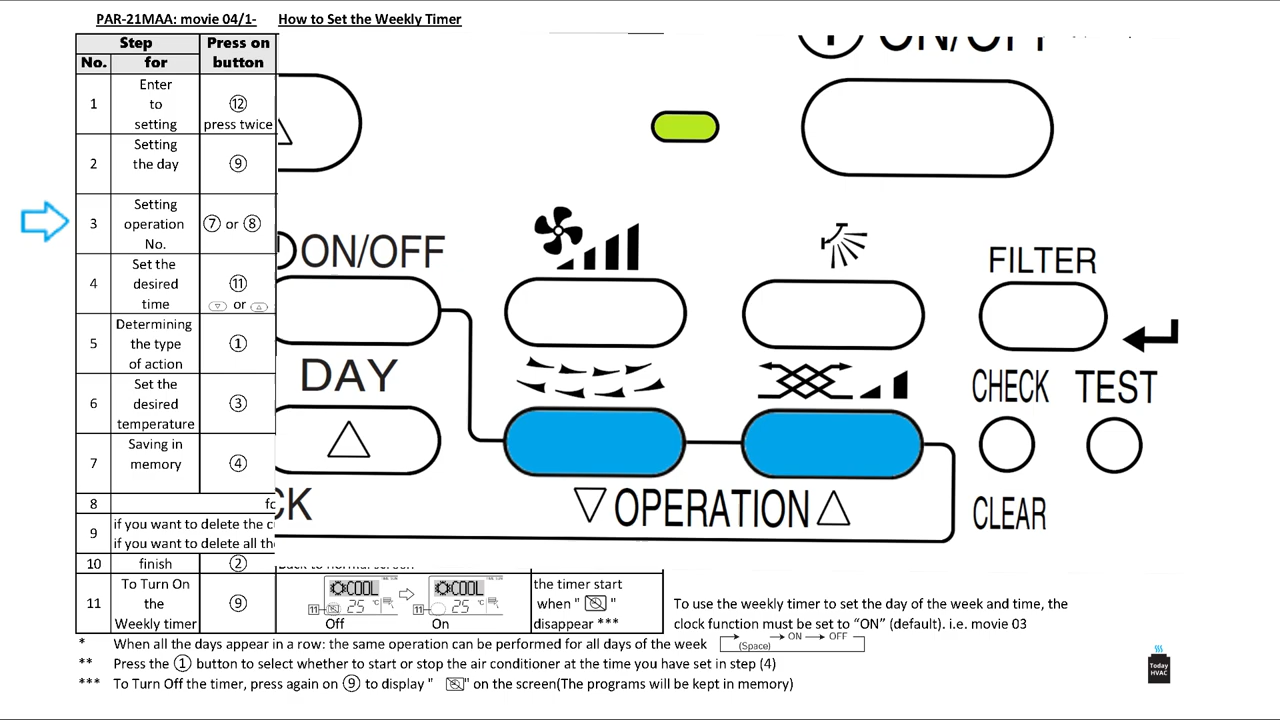 PAR-21MAA: movie 04/1- How to Set the Weekly Timer
Step Press on
No. for button
1 Enter to setting ⑫ press twice
2 Setting the day ⑨
3 Setting operation No. ⑦ or ⑧
4 Set the desired time ⑪ ▽ or △
5 Determining the type of action ①
6 Set the desired temperature ③
7 Saving in memory ④
8 fo
9 if you want to delete the c
if you want to delete all the
10 finish ②
11 To Turn On the Weekly timer ⑨
COOL 25 °C 11 Off
COOL 25 °C 11 On
the timer start
when " "
disappear ***
ON/OFF
ON/OFF
FILTER
DAY
CHECK TEST
CK
▽ OPERATION △
CLEAR
To use the weekly timer to set the day of the week and time, the
clock function must be set to “ON” (default). i.e. movie 03
* When all the days appear in a row: the same operation can be performed for all days of the week (Space) → ON → OFF
** Press the ① button to select whether to start or stop the air conditioner at the time you have set in step (4)
*** To Turn Off the timer, press again on ⑨ to display " " on the screen(The programs will be kept in memory)
Today
HVAC